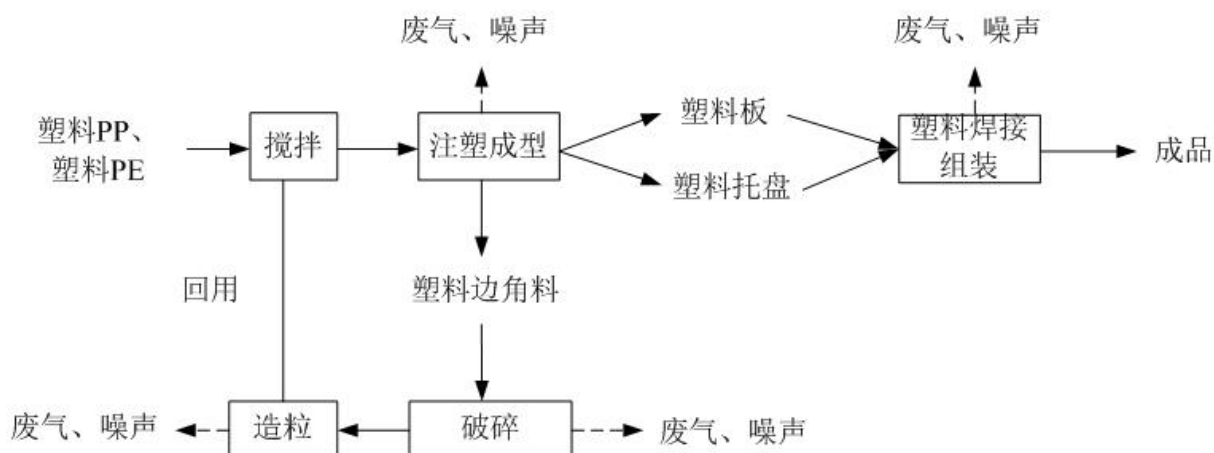 废气、噪声
废气、噪声
塑料PP、
塑料PE
搅拌
注塑成型
塑料板
塑料托盘
塑料焊接
组装
成品
回用
塑料边角料
废气、噪声
造粒
破碎
废气、噪声